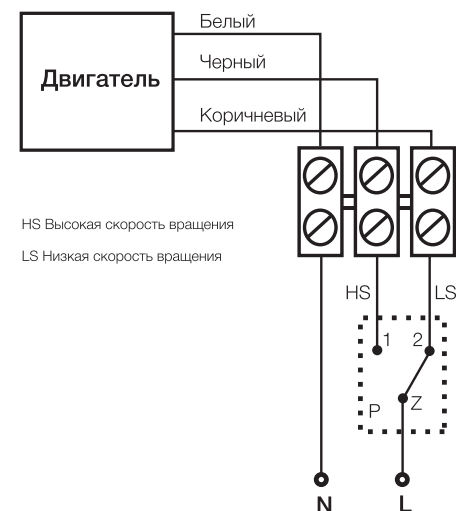 Белый
Двигатель
Черный
Коричневый
HS Высокая скорость вращения
LS Низкая скорость вращения
HS LS
1 2
P Z
N L